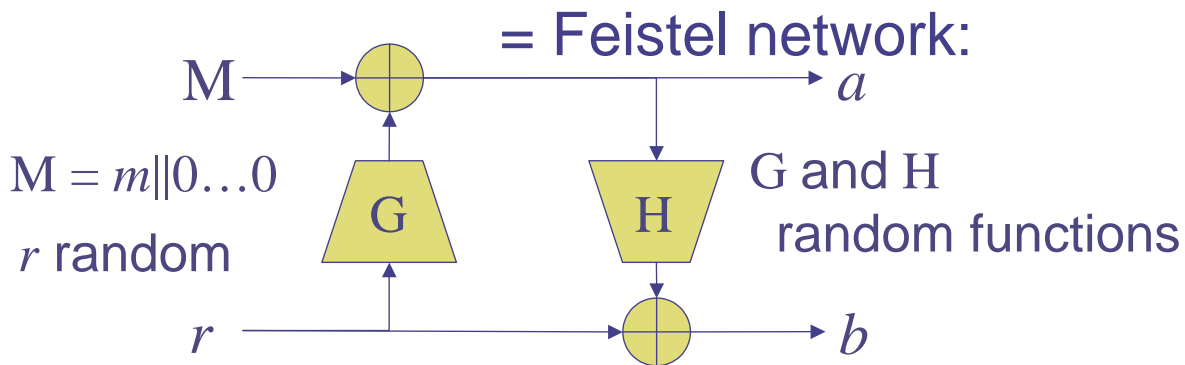 = Feistel network:
M
a
M = m||0…0
G
H
G and H
r random
random functions
r
b